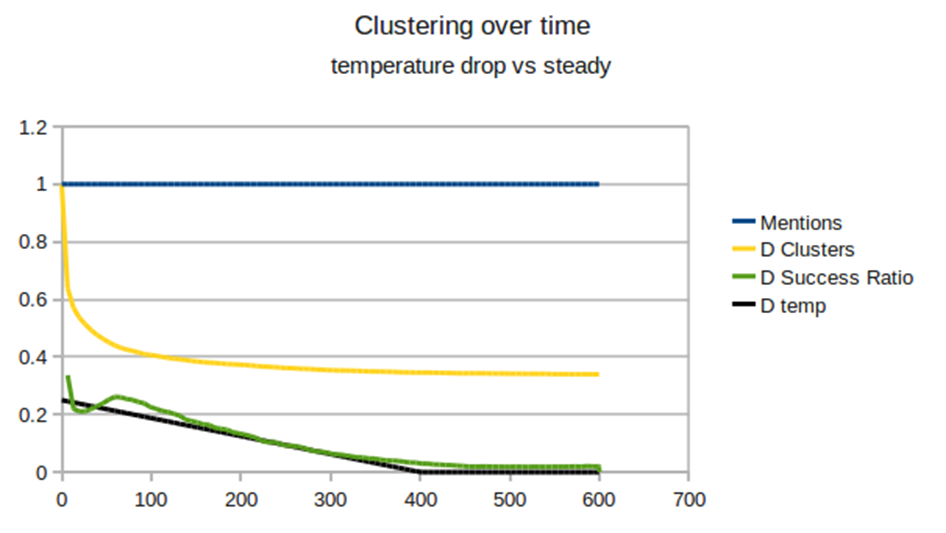 Clustering over time
temperature drop vs steady
1.2
1
0.8
0.6
0.4
0.2
0
0 100 200 300 400 500 600 700
Mentions
D Clusters
D Success Ratio
D temp